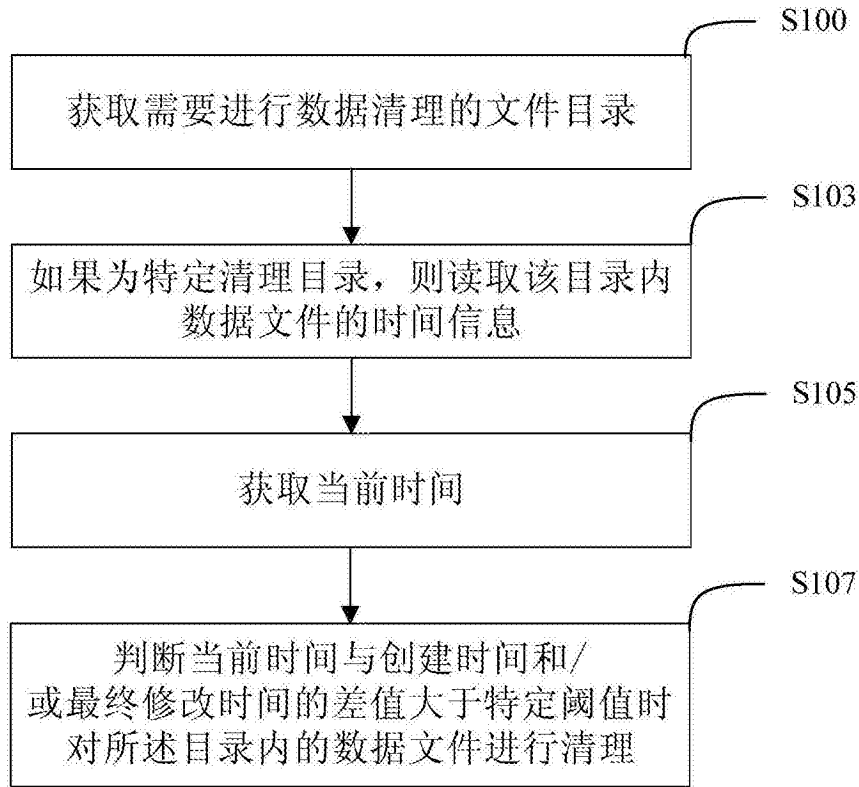 S100
获取需要进行数据清理的文件目录
S103
如果为特定清理目录，则读取该目录内
数据文件的时间信息
S105
获取当前时间
S107
判断当前时间与创建时间和/
或最终修改时间的差值大于特定阈值时
对所述目录内的数据文件进行清理